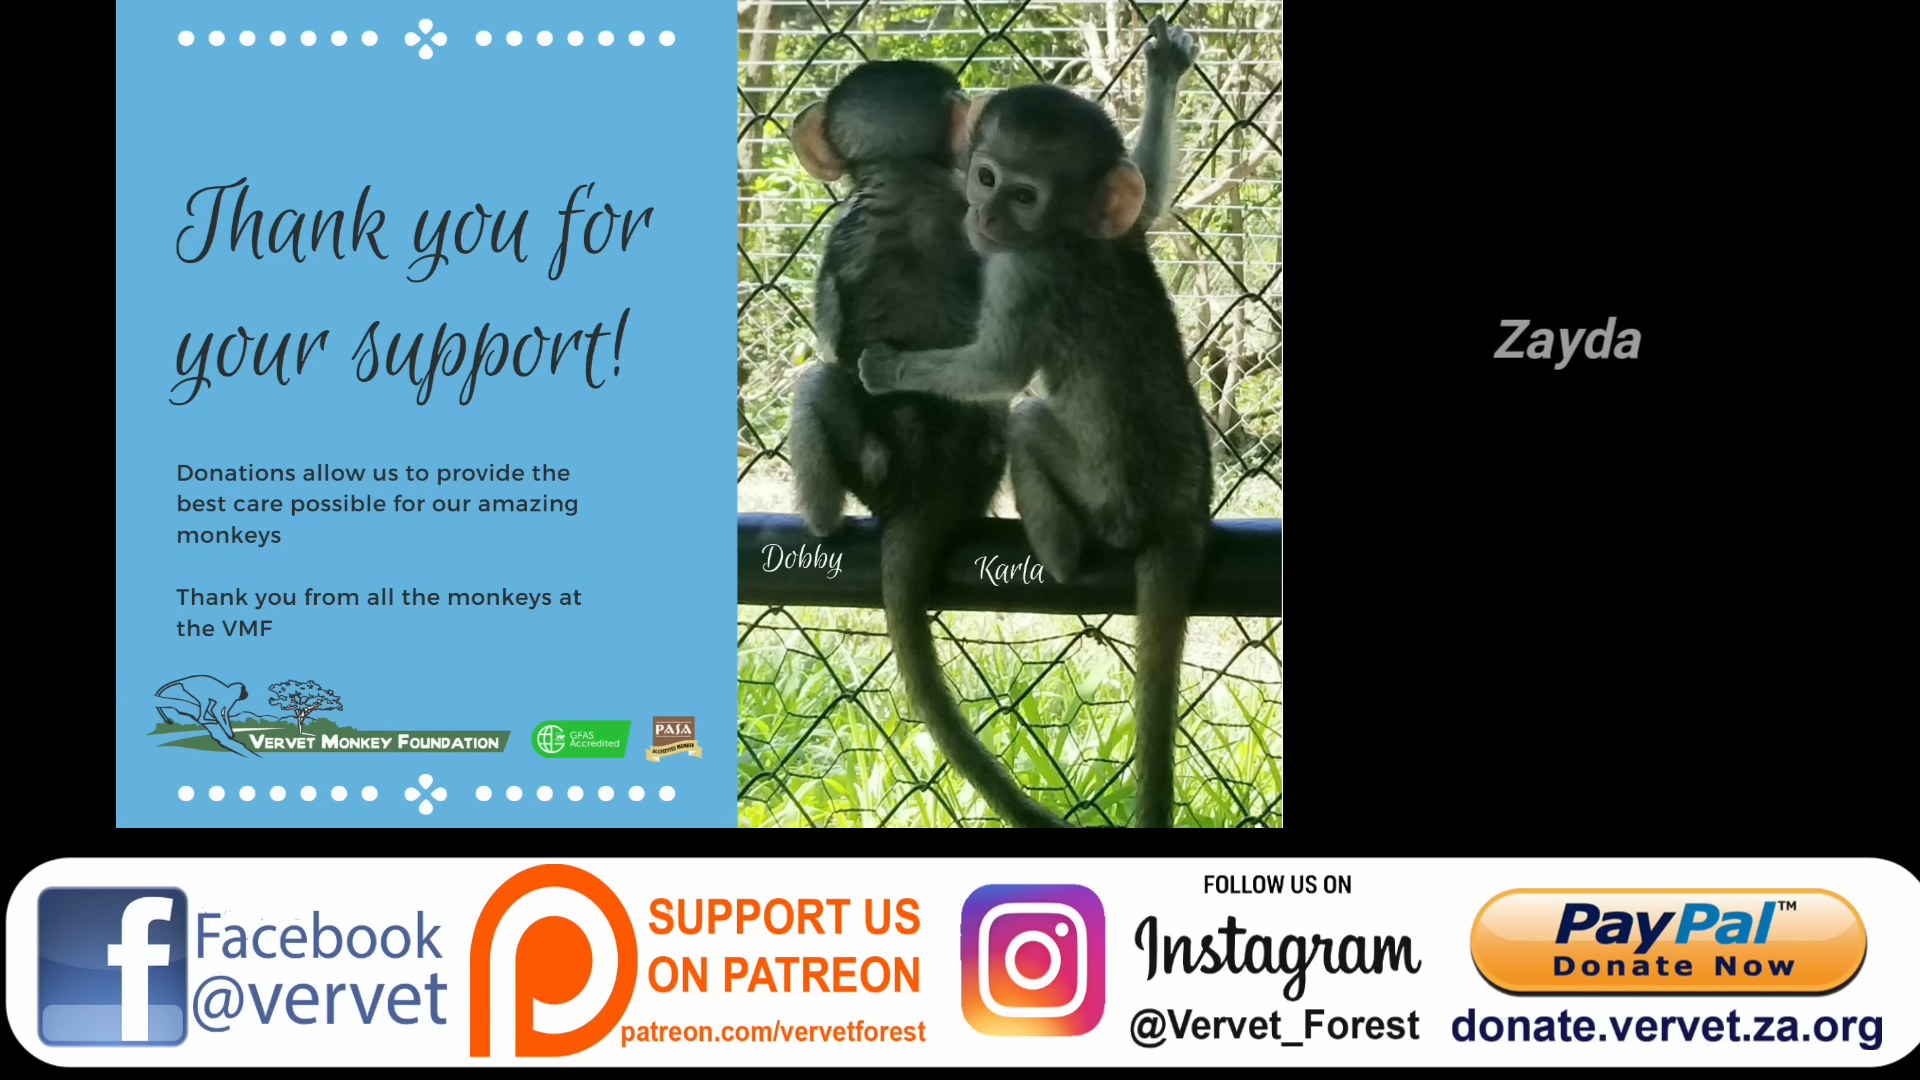 Thank you for
your support!
Donations allow us to provide the
best care possible for our amazing
monkeys
Thank you from all the monkeys at
the VMF
VERVET MONKEY FOUNDATION
GFAS
Accredited
PASA
ACCREDITED MEMBER
Dobby
Karla
Zayda
Facebook
@vervet
SUPPORT US
ON PATREON
patreon.com/vervetforest
FOLLOW US ON
Instagram
@Vervet_Forest
PayPal™
Donate Now
donate.vervet.za.org